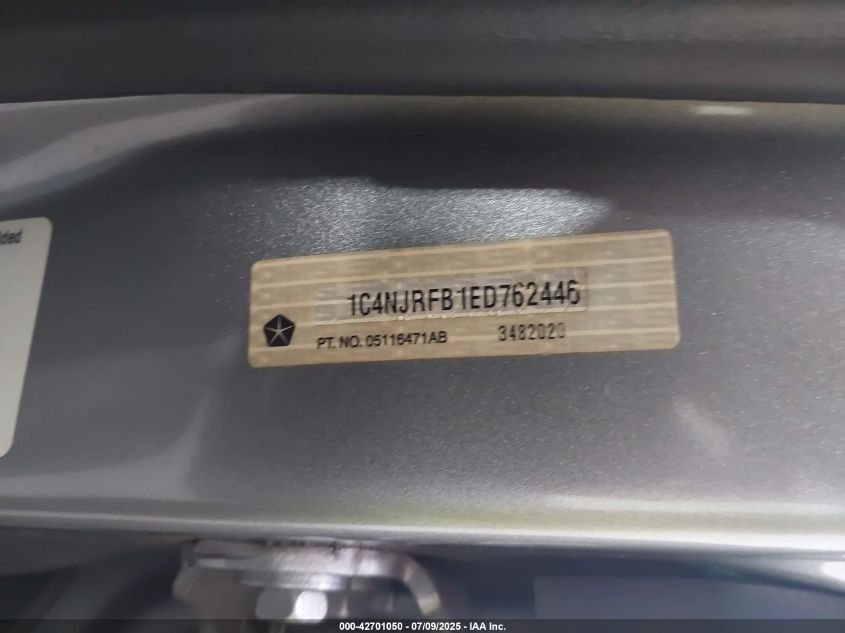 1C4NJRFB1ED762446
PT. NO. 05116471AB 3482020
000-42701050 | 07/09/2025 - IAA Inc.